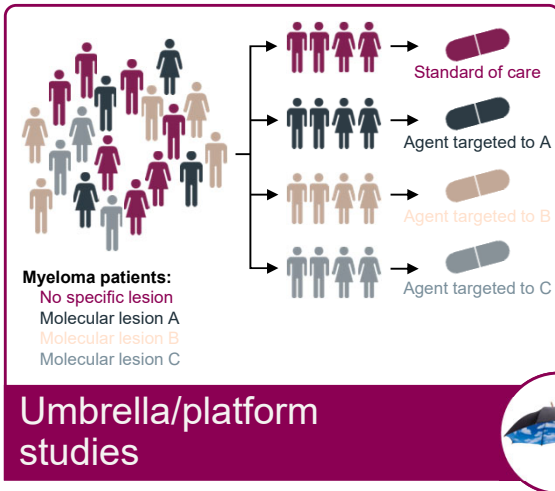 Standard of care
Agent targeted to A
Agent targeted to B
Agent targeted to C
Myeloma patients:
No specific lesion
Molecular lesion A
Molecular lesion B
Molecular lesion C
Umbrella/platform
studies